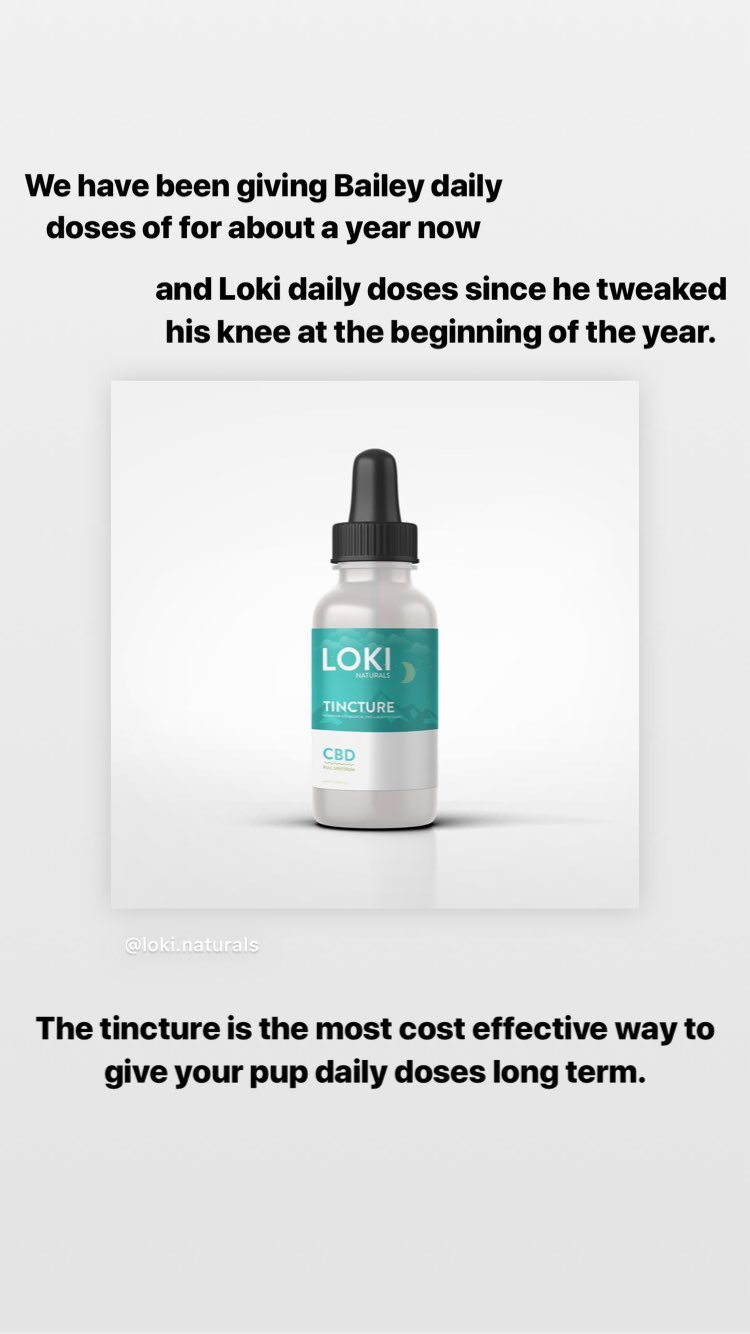 We have been giving Bailey daily
doses of for about a year now
and Loki daily doses since he tweaked
his knee at the beginning of the year.
LOKI
NATURALS
TINCTURE
CBD
FULL SPECTRUM
@loki.naturals
The tincture is the most cost effective way to
give your pup daily doses long term.